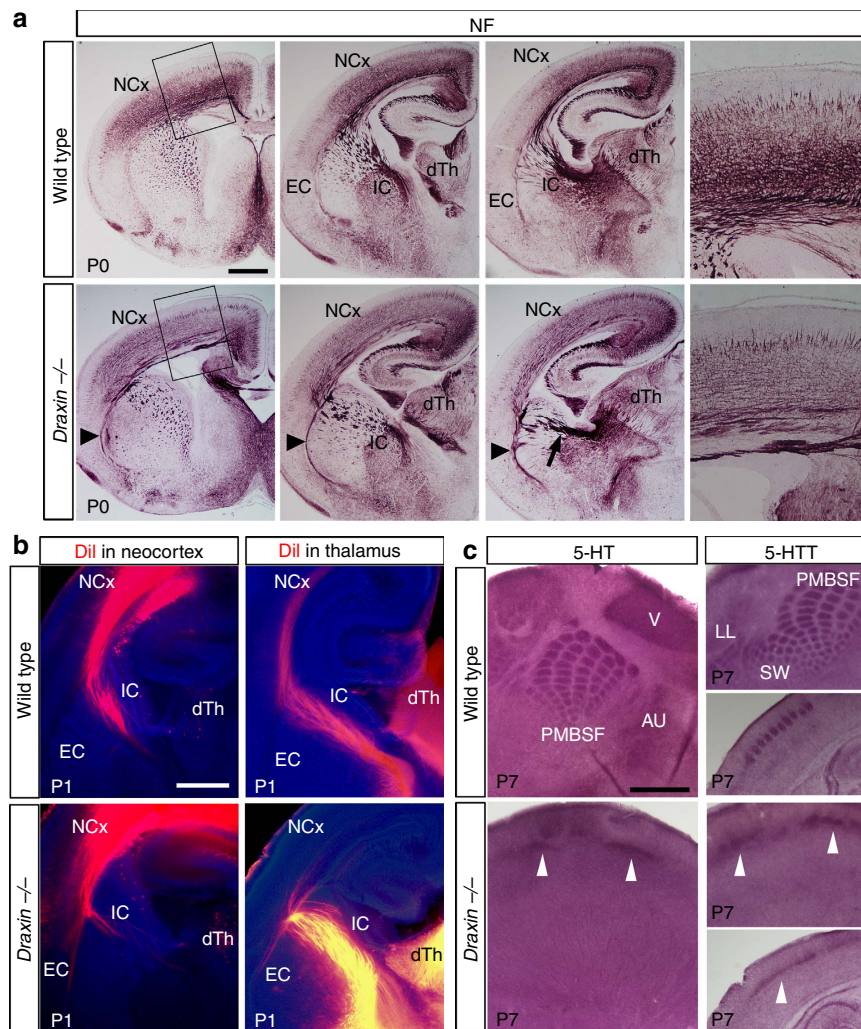 a
NF
Wild type
NCx
P0
NCx
EC
IC
dTh
NCx
EC
IC
dTh
Draxin –/–
NCx
P0
NCx
IC
dTh
NCx
dTh
b
DiI in neocortex
DiI in thalamus
Wild type
NCx
IC
dTh
EC
P1
NCx
IC
dTh
EC
P1
Draxin –/–
NCx
IC
dTh
EC
P1
NCx
IC
dTh
EC
P1
c
5-HT
5-HTT
Wild type
V
PMBSF
AU
P7
PMBSF
LL
SW
P7
P7
Draxin –/–
P7
P7
P7